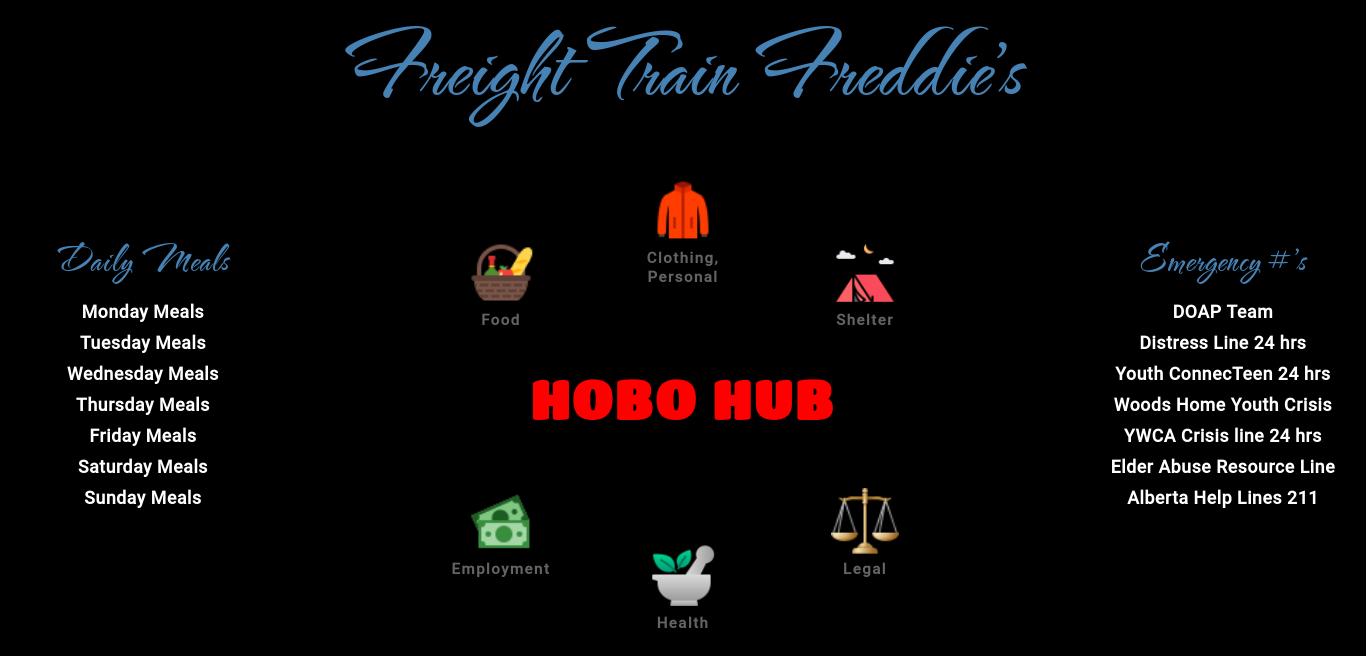 Freight Train Freddie's
Daily Meals
Monday Meals
Tuesday Meals
Wednesday Meals
Thursday Meals
Friday Meals
Saturday Meals
Sunday Meals
Clothing,
Personal
Food
Shelter
HOBO HUB
Employment
Legal
Health
Emergency #'s
DOAP Team
Distress Line 24 hrs
Youth ConnecTeen 24 hrs
Woods Home Youth Crisis
YWCA Crisis line 24 hrs
Elder Abuse Resource Line
Alberta Help Lines 211